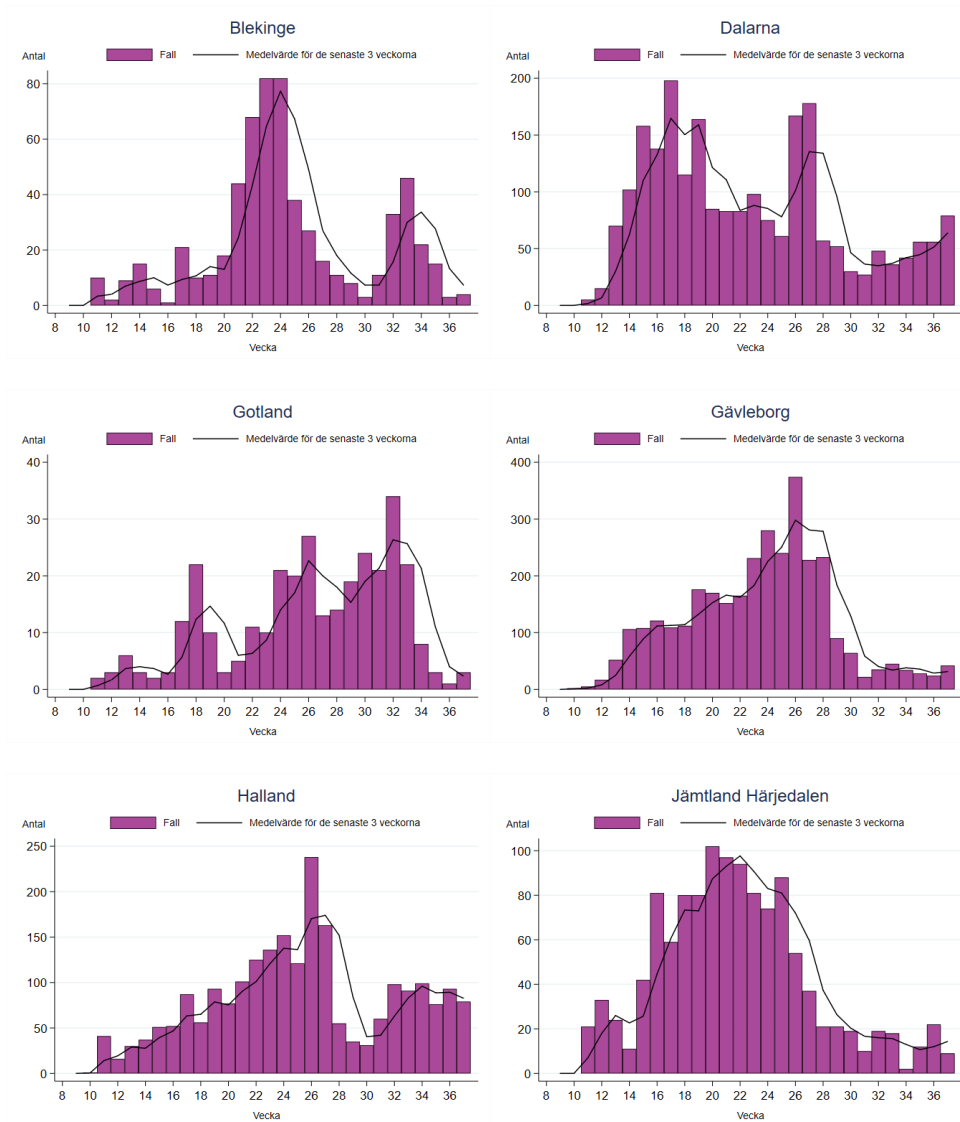 Blekinge
Antal Fall Medelvärde för de senaste 3 veckorna
80
60
40
20
0
8 10 12 14 16 18 20 22 24 26 28 30 32 34 36
Vecka
Dalarna
Antal Fall Medelvärde för de senaste 3 veckorna
200
150
100
50
0
8 10 12 14 16 18 20 22 24 26 28 30 32 34 36
Vecka
Gotland
Antal Fall Medelvärde för de senaste 3 veckorna
40
30
20
10
0
8 10 12 14 16 18 20 22 24 26 28 30 32 34 36
Vecka
Gävleborg
Antal Fall Medelvärde för de senaste 3 veckorna
400
300
200
100
0
8 10 12 14 16 18 20 22 24 26 28 30 32 34 36
Vecka
Halland
Antal Fall Medelvärde för de senaste 3 veckorna
250
200
150
100
50
0
8 10 12 14 16 18 20 22 24 26 28 30 32 34 36
Vecka
Jämtland Härjedalen
Antal Fall Medelvärde för de senaste 3 veckorna
100
80
60
40
20
0
8 10 12 14 16 18 20 22 24 26 28 30 32 34 36
Vecka